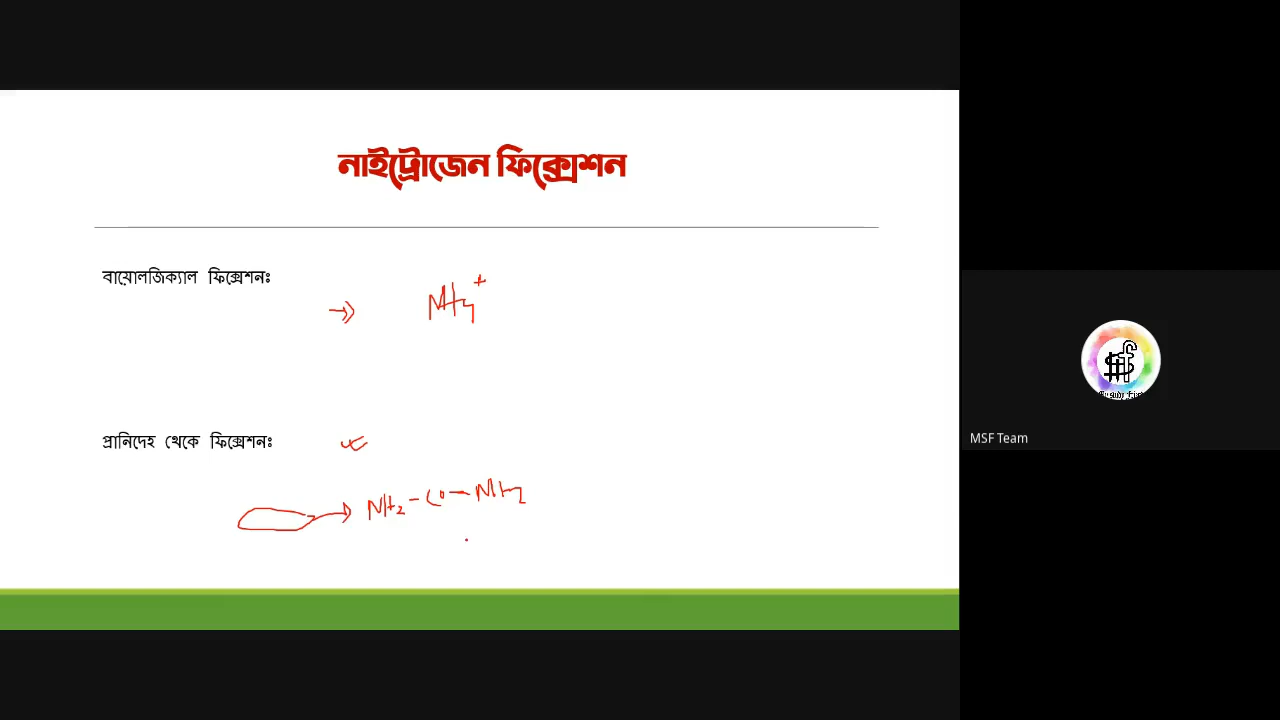 নাইট্রোজেন ফিক্সেশন
বায়োলজিক্যাল ফিক্সেশনঃ
NH4+
প্রানিদেহ থেকে ফিক্সেশনঃ
NH2-CO-NH2
MSF Team